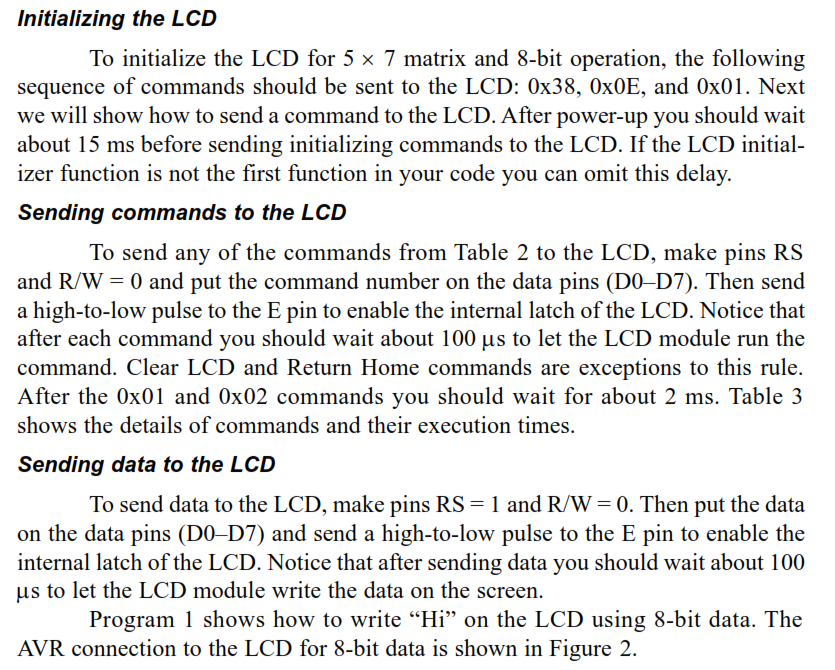 Initializing the LCD
To initialize the LCD for 5 × 7 matrix and 8-bit operation, the following
sequence of commands should be sent to the LCD: 0x38, 0x0E, and 0x01. Next
we will show how to send a command to the LCD. After power-up you should wait
about 15 ms before sending initializing commands to the LCD. If the LCD initial-
izer function is not the first function in your code you can omit this delay.
Sending commands to the LCD
To send any of the commands from Table 2 to the LCD, make pins RS
and R/W = 0 and put the command number on the data pins (D0–D7). Then send
a high-to-low pulse to the E pin to enable the internal latch of the LCD. Notice that
after each command you should wait about 100 µs to let the LCD module run the
command. Clear LCD and Return Home commands are exceptions to this rule.
After the 0x01 and 0x02 commands you should wait for about 2 ms. Table 3
shows the details of commands and their execution times.
Sending data to the LCD
To send data to the LCD, make pins RS = 1 and R/W = 0. Then put the data
on the data pins (D0–D7) and send a high-to-low pulse to the E pin to enable the
internal latch of the LCD. Notice that after sending data you should wait about 100
µs to let the LCD module write the data on the screen.
Program 1 shows how to write “Hi” on the LCD using 8-bit data. The
AVR connection to the LCD for 8-bit data is shown in Figure 2.